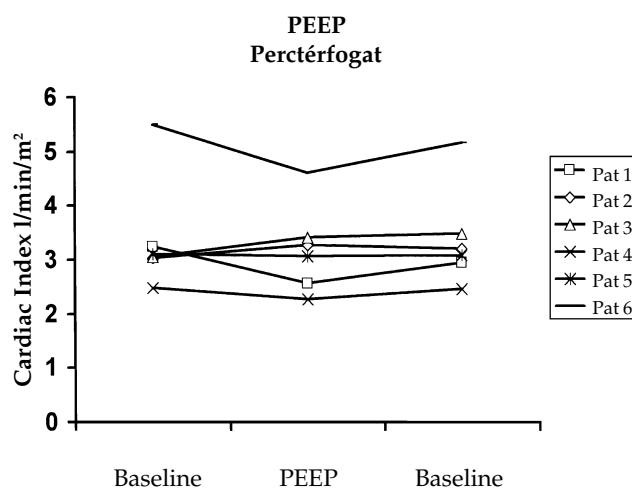 PEEP
Perctérfogat
Cardiac Index l/min/m²
6
5
4
3
2
1
0
Baseline PEEP Baseline
Pat 1
Pat 2
Pat 3
Pat 4
Pat 5
Pat 6